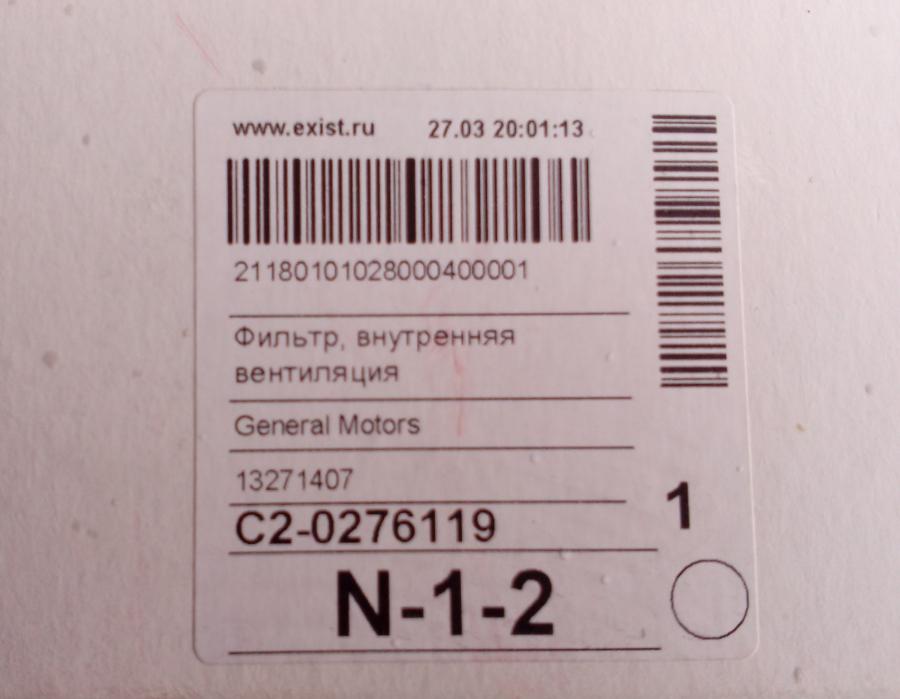 www.exist.ru 27.03 20:01:13
21180101028000400001
Фильтр, внутренняя
вентиляция
General Motors
13271407
C2-0276119
1
N-1-2